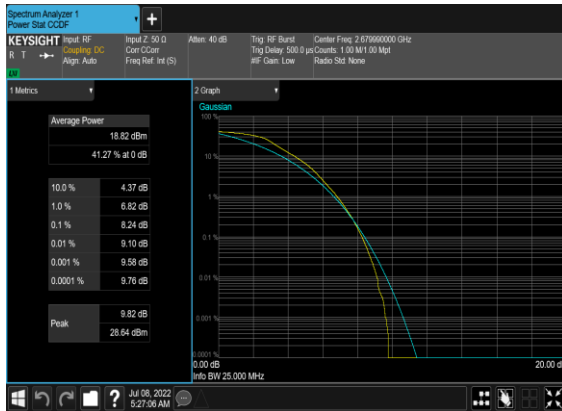 Spectrum Analyzer 1
Power Stat CCDF
+
KEYSIGHT
R T
LXI
Input: RF
Coupling: DC
Align: Auto
Input Z: 50 Ω
Corr CCorr
Freq Ref: Int (S)
Atten: 40 dB
Trig: RF Burst
Trig Delay: 500.0 µs
#IF Gain: Low
Center Freq: 2.679990000 GHz
Counts: 1.00 M/1.00 Mpt
Radio Std: None
1 Metrics
Average Power
18.82 dBm
41.27 % at 0 dB
10.0 % 4.37 dB
1.0 % 6.82 dB
0.1 % 8.24 dB
0.01 % 9.10 dB
0.001 % 9.58 dB
0.0001 % 9.76 dB
Peak
9.82 dB
28.64 dBm
2 Graph
Gaussian
100 %
10 %
1 %
0.1 %
0.01 %
0.001 %
0.0001 %
0.00 dB
20.00 d
Info BW 25.000 MHz
?
Jul 08, 2022
5:27:06 AM